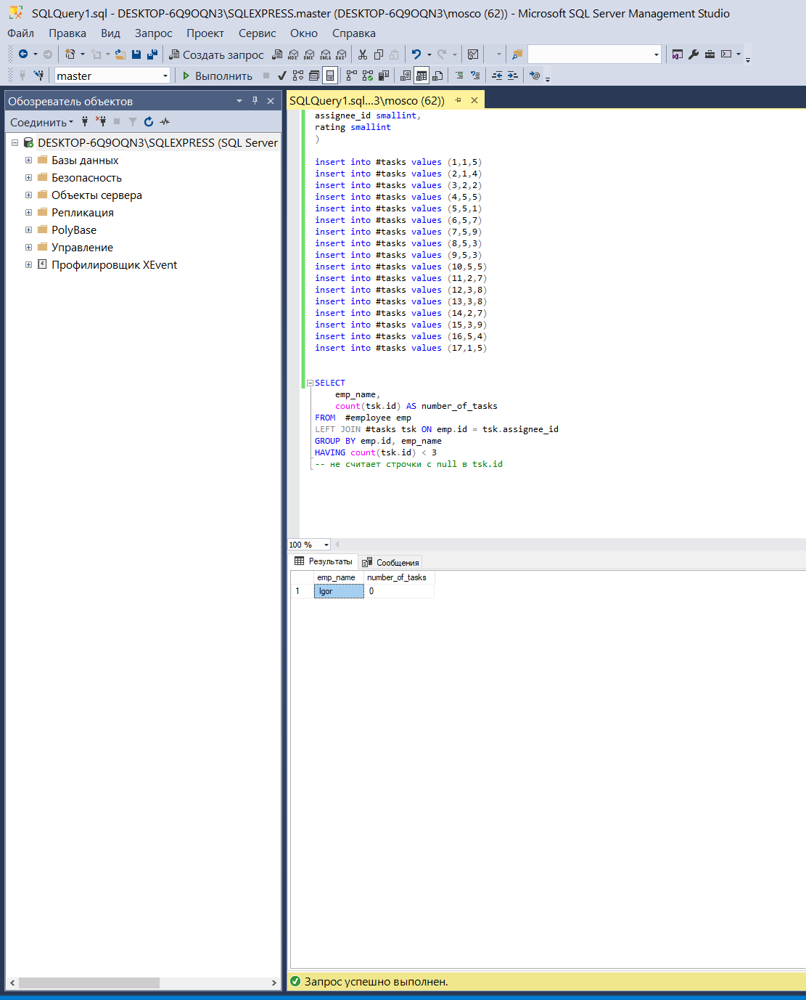 SQLQuery1.sql - DESKTOP-6Q9OQN3\SQLEXPRESS.master (DESKTOP-6Q9OQN3\mosco (62)) - Microsoft SQL Server Management Studio
Файл Правка Вид Запрос Проект Сервис Окно Справка
Создать запрос MDX DMX XMLA DAX
master Выполнить
Обозреватель объектов
Соединить
DESKTOP-6Q9OQN3\SQLEXPRESS (SQL Server
Базы данных
Безопасность
Объекты сервера
Репликация
PolyBase
Управление
Профилировщик XEvent
SQLQuery1.sql...3\mosco (62))
assignee_id smallint,
rating smallint
)
insert into #tasks values (1,1,5)
insert into #tasks values (2,1,4)
insert into #tasks values (3,2,2)
insert into #tasks values (4,5,5)
insert into #tasks values (5,5,1)
insert into #tasks values (6,5,7)
insert into #tasks values (7,5,9)
insert into #tasks values (8,5,3)
insert into #tasks values (9,5,3)
insert into #tasks values (10,5,5)
insert into #tasks values (11,2,7)
insert into #tasks values (12,3,8)
insert into #tasks values (13,3,8)
insert into #tasks values (14,2,7)
insert into #tasks values (15,3,9)
insert into #tasks values (16,5,4)
insert into #tasks values (17,1,5)
SELECT
emp_name,
count(tsk.id) AS number_of_tasks
FROM #employee emp
LEFT JOIN #tasks tsk ON emp.id = tsk.assignee_id
GROUP BY emp.id, emp_name
HAVING count(tsk.id) < 3
-- не считает строчки с null в tsk.id
100 %
Результаты Сообщения
emp_name number_of_tasks
1 Igor 0
Запрос успешно выполнен.